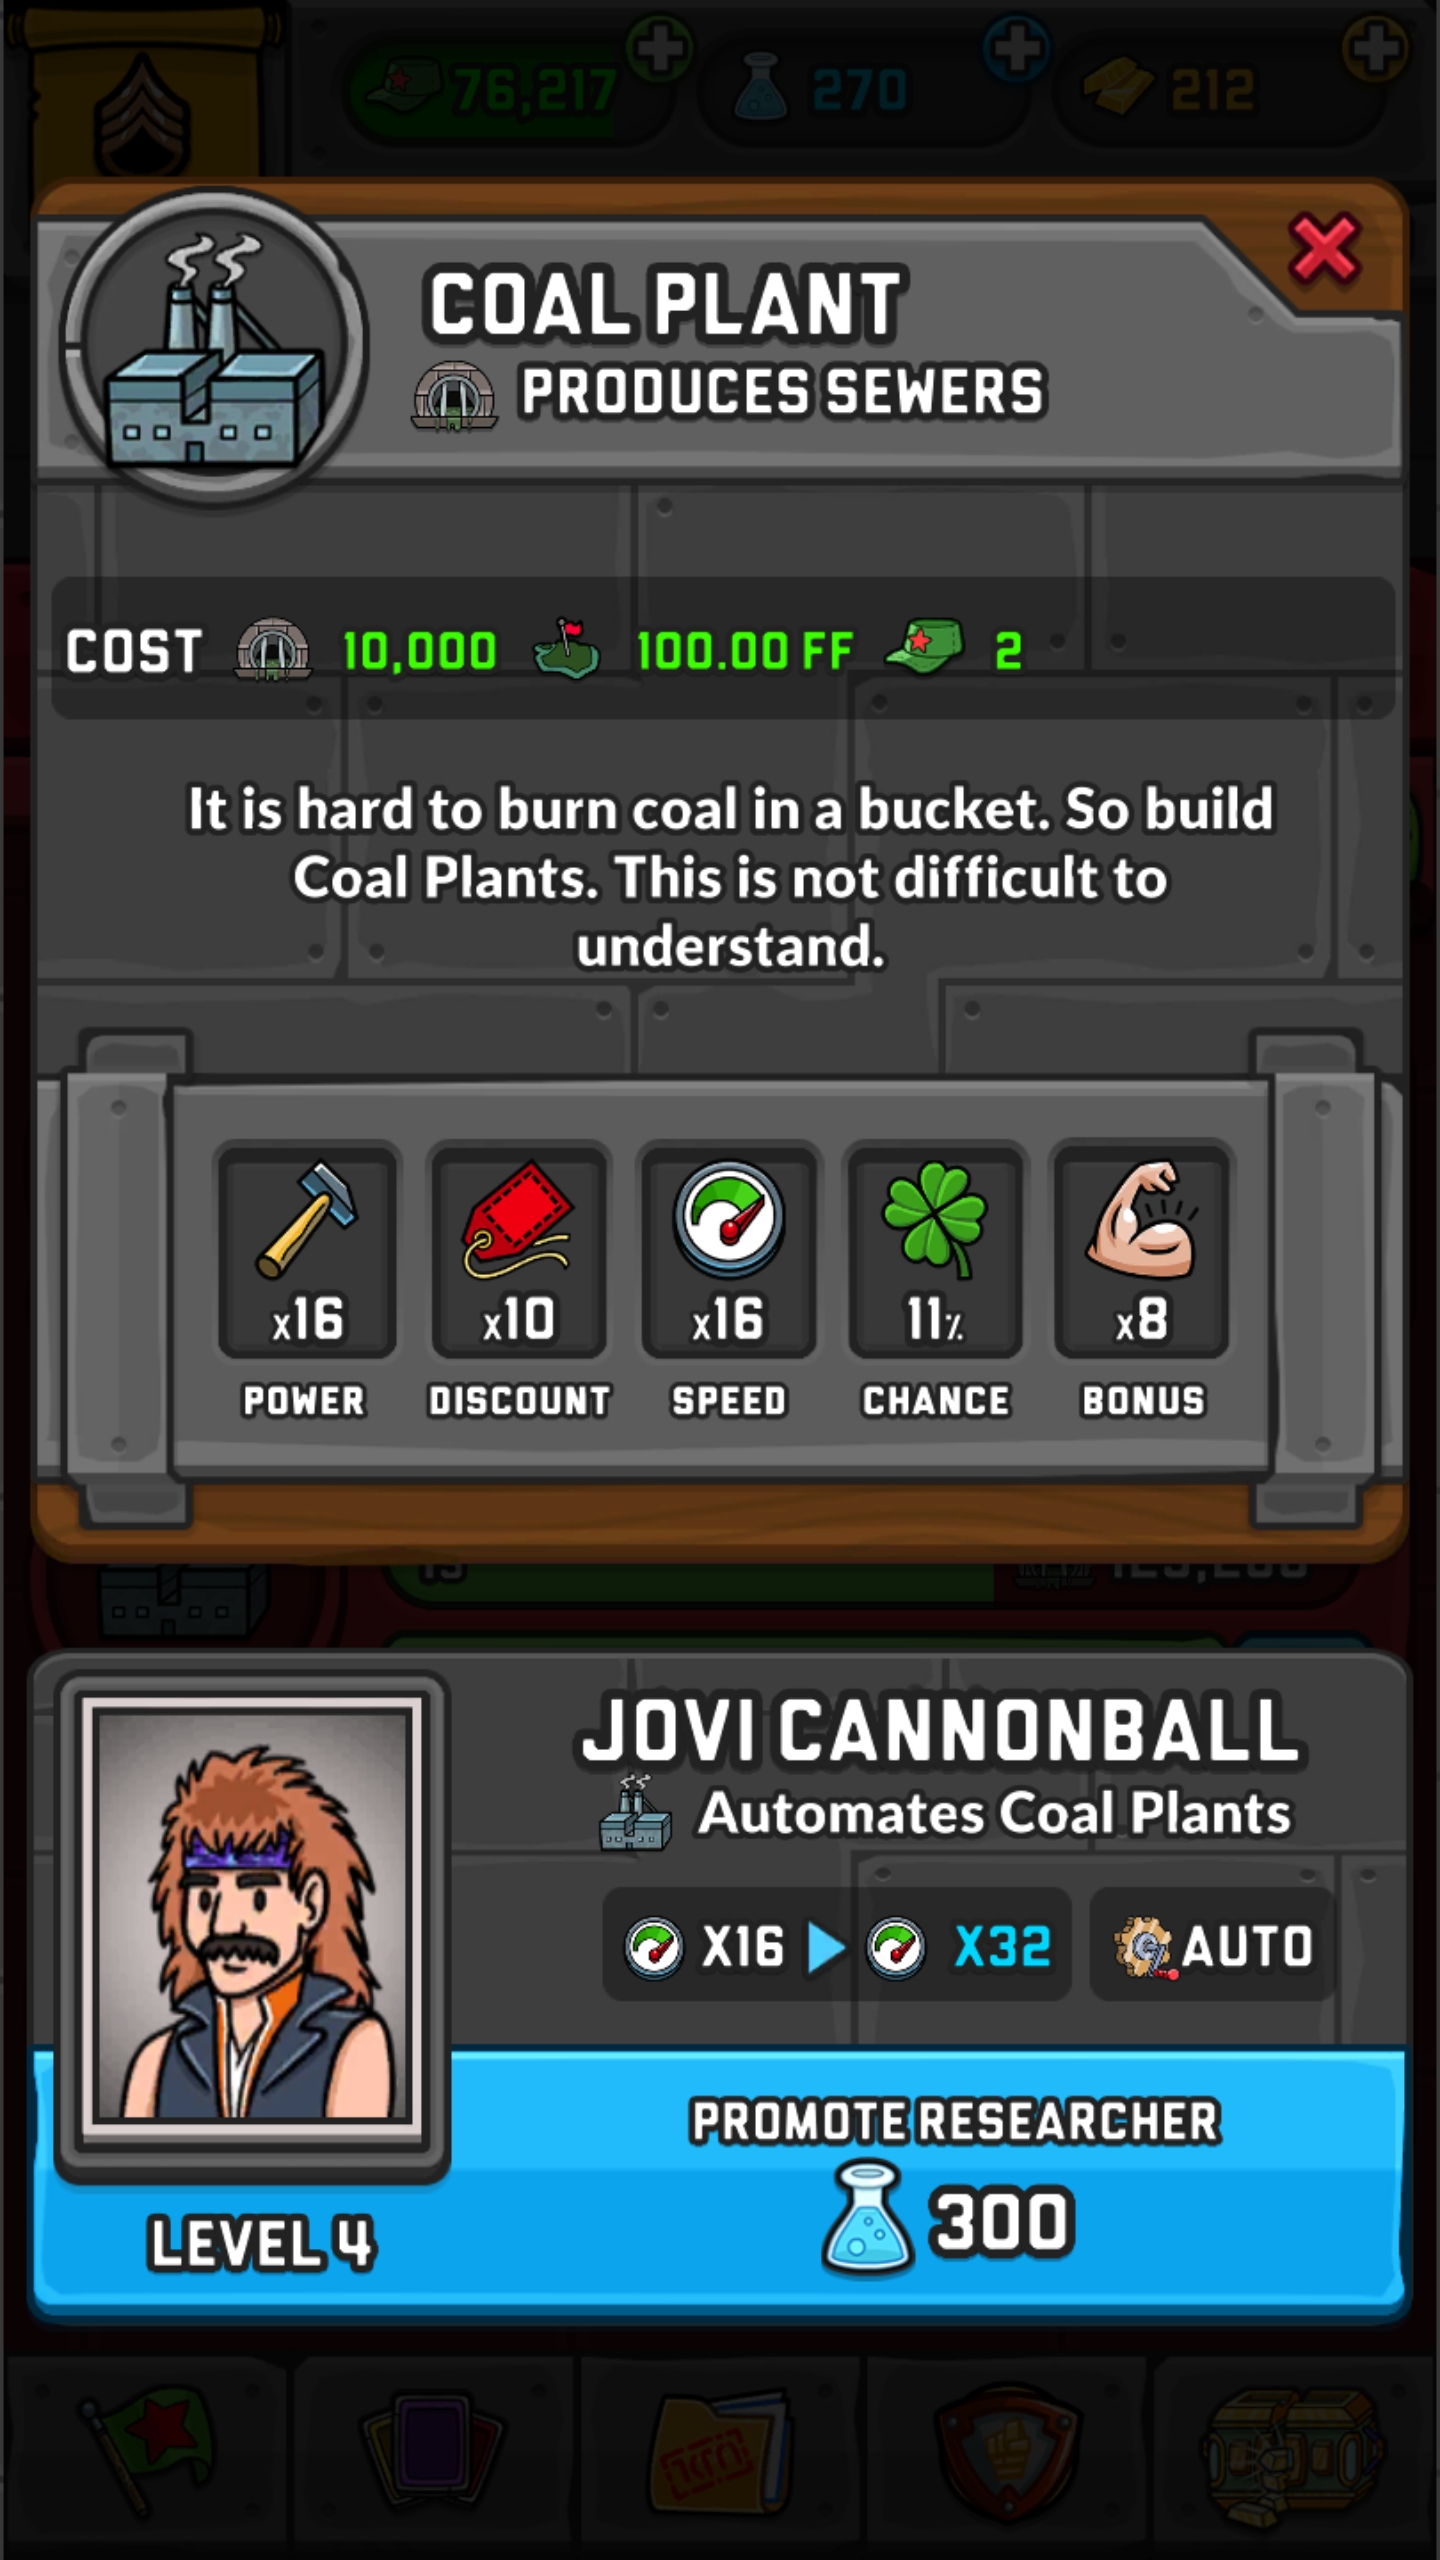 76,217 270 212
COAL PLANT
PRODUCES SEWERS
COST 10,000 100.00 FF 2
It is hard to burn coal in a bucket. So build
Coal Plants. This is not difficult to
understand.
x16 x10 x16 11% x8
POWER DISCOUNT SPEED CHANCE BONUS
JOVI CANNONBALL
Automates Coal Plants
X16 X32 AUTO
PROMOTE RESEARCHER
300
LEVEL 4